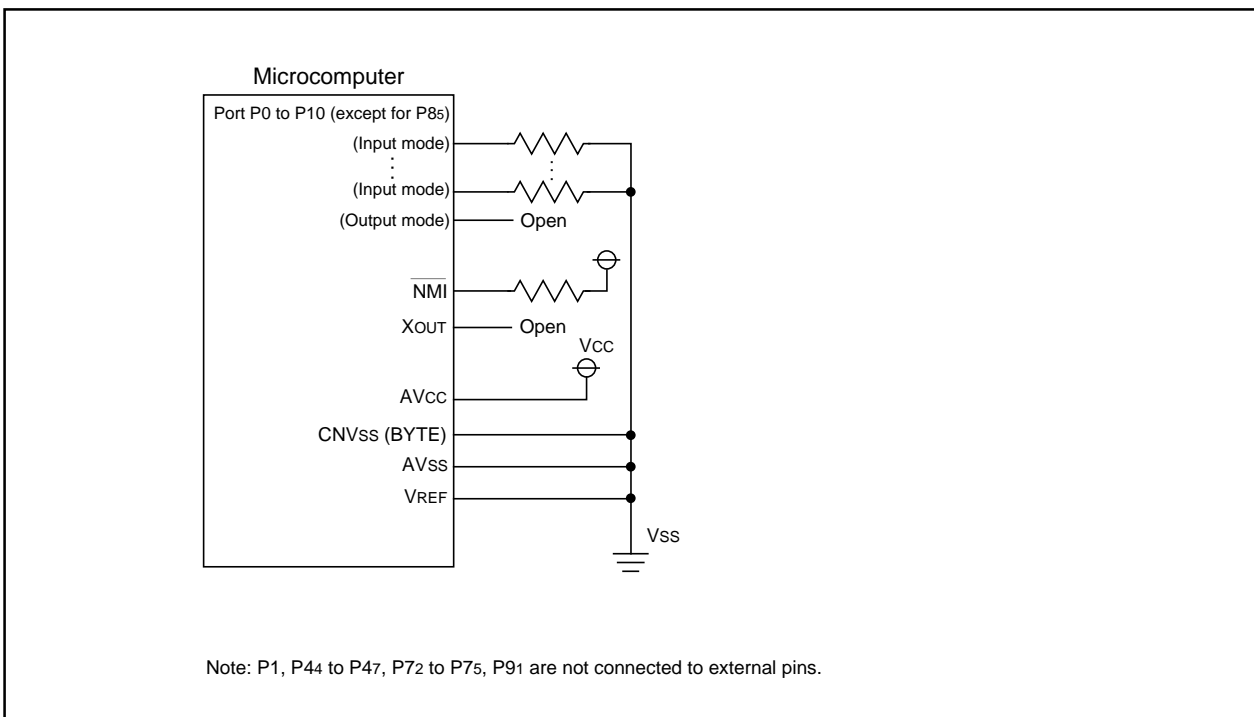 Microcomputer
Port P0 to P10 (except for P85)
(Input mode)
(Input mode)
(Output mode)
Open
NMI
XOUT
Open
VCC
AVCC
CNVSS (BYTE)
AVSS
VREF
VSS
Note: P1, P44 to P47, P72 to P75, P91 are not connected to external pins.